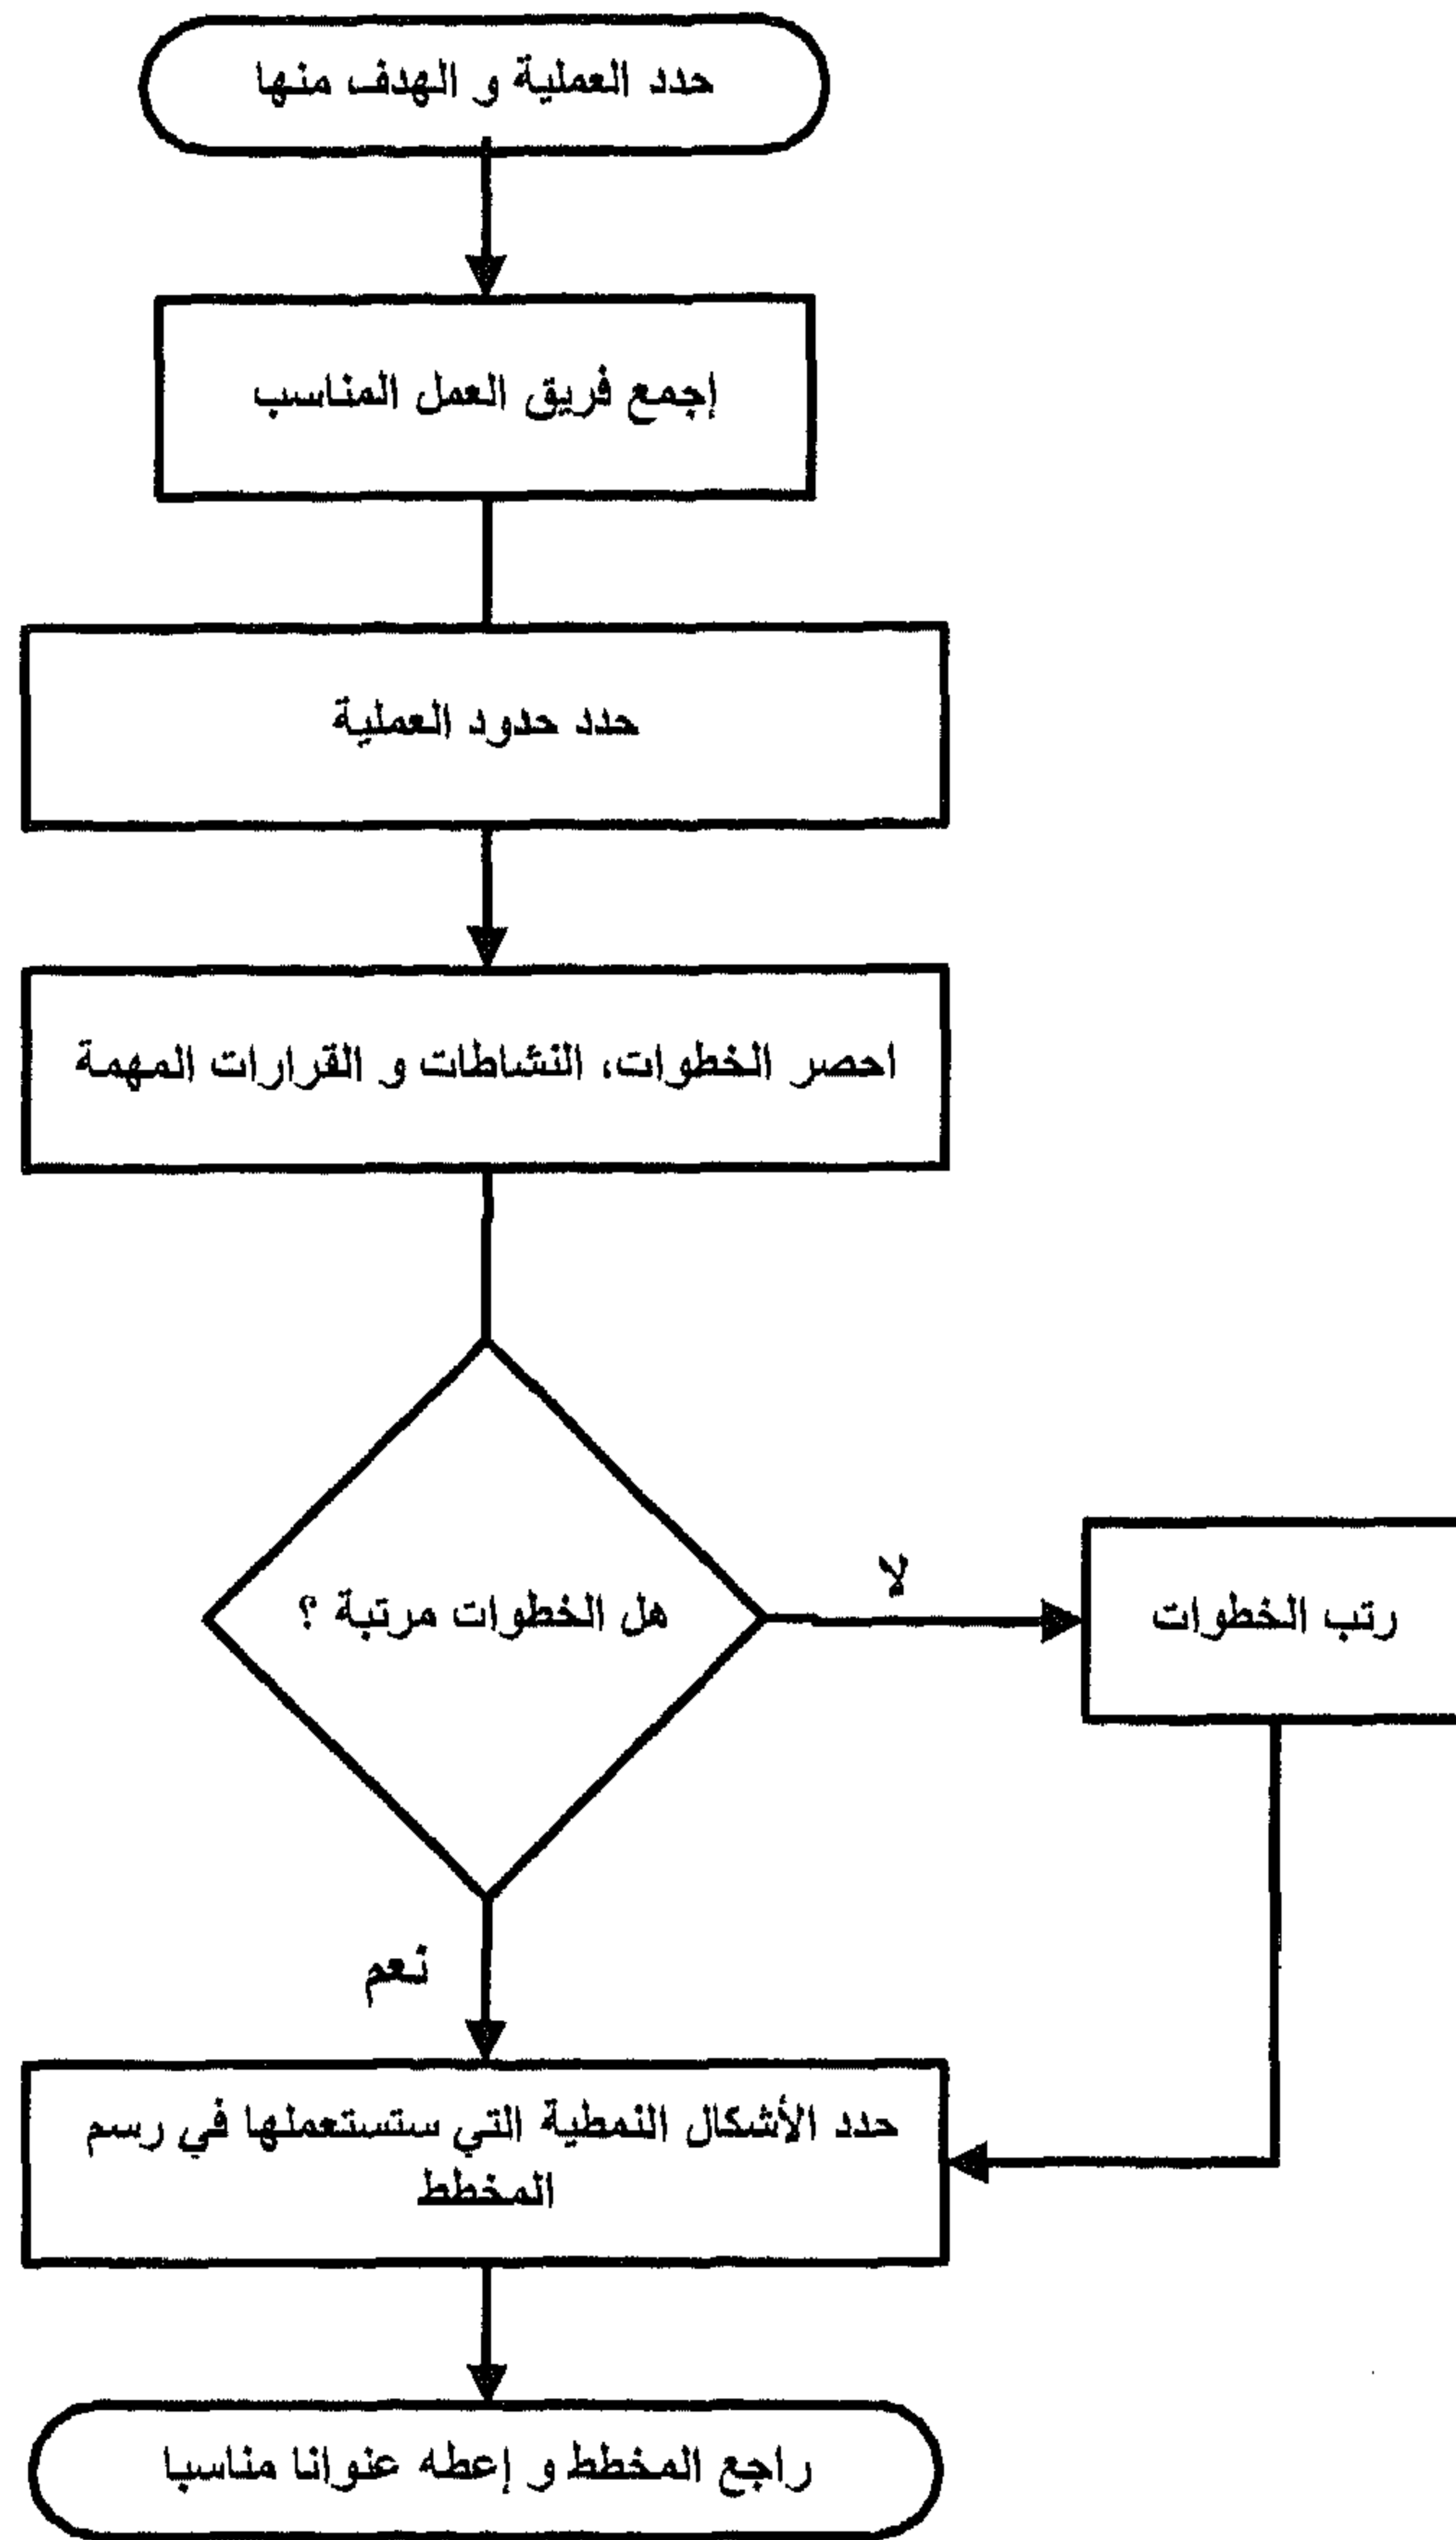 حدد العملية و الهدف منها
إجمع فريق العمل المناسب
حدد حدود العملية
احصر الخطوات، النشاطات و القرارات المهمة
هل الخطوات مرتبة ؟
لا
رتب الخطوات
نعم
حدد الأشكال النمطية التي ستستعملها في رسم
المخطط
راجع المخطط و إعطه عنوانا مناسبا